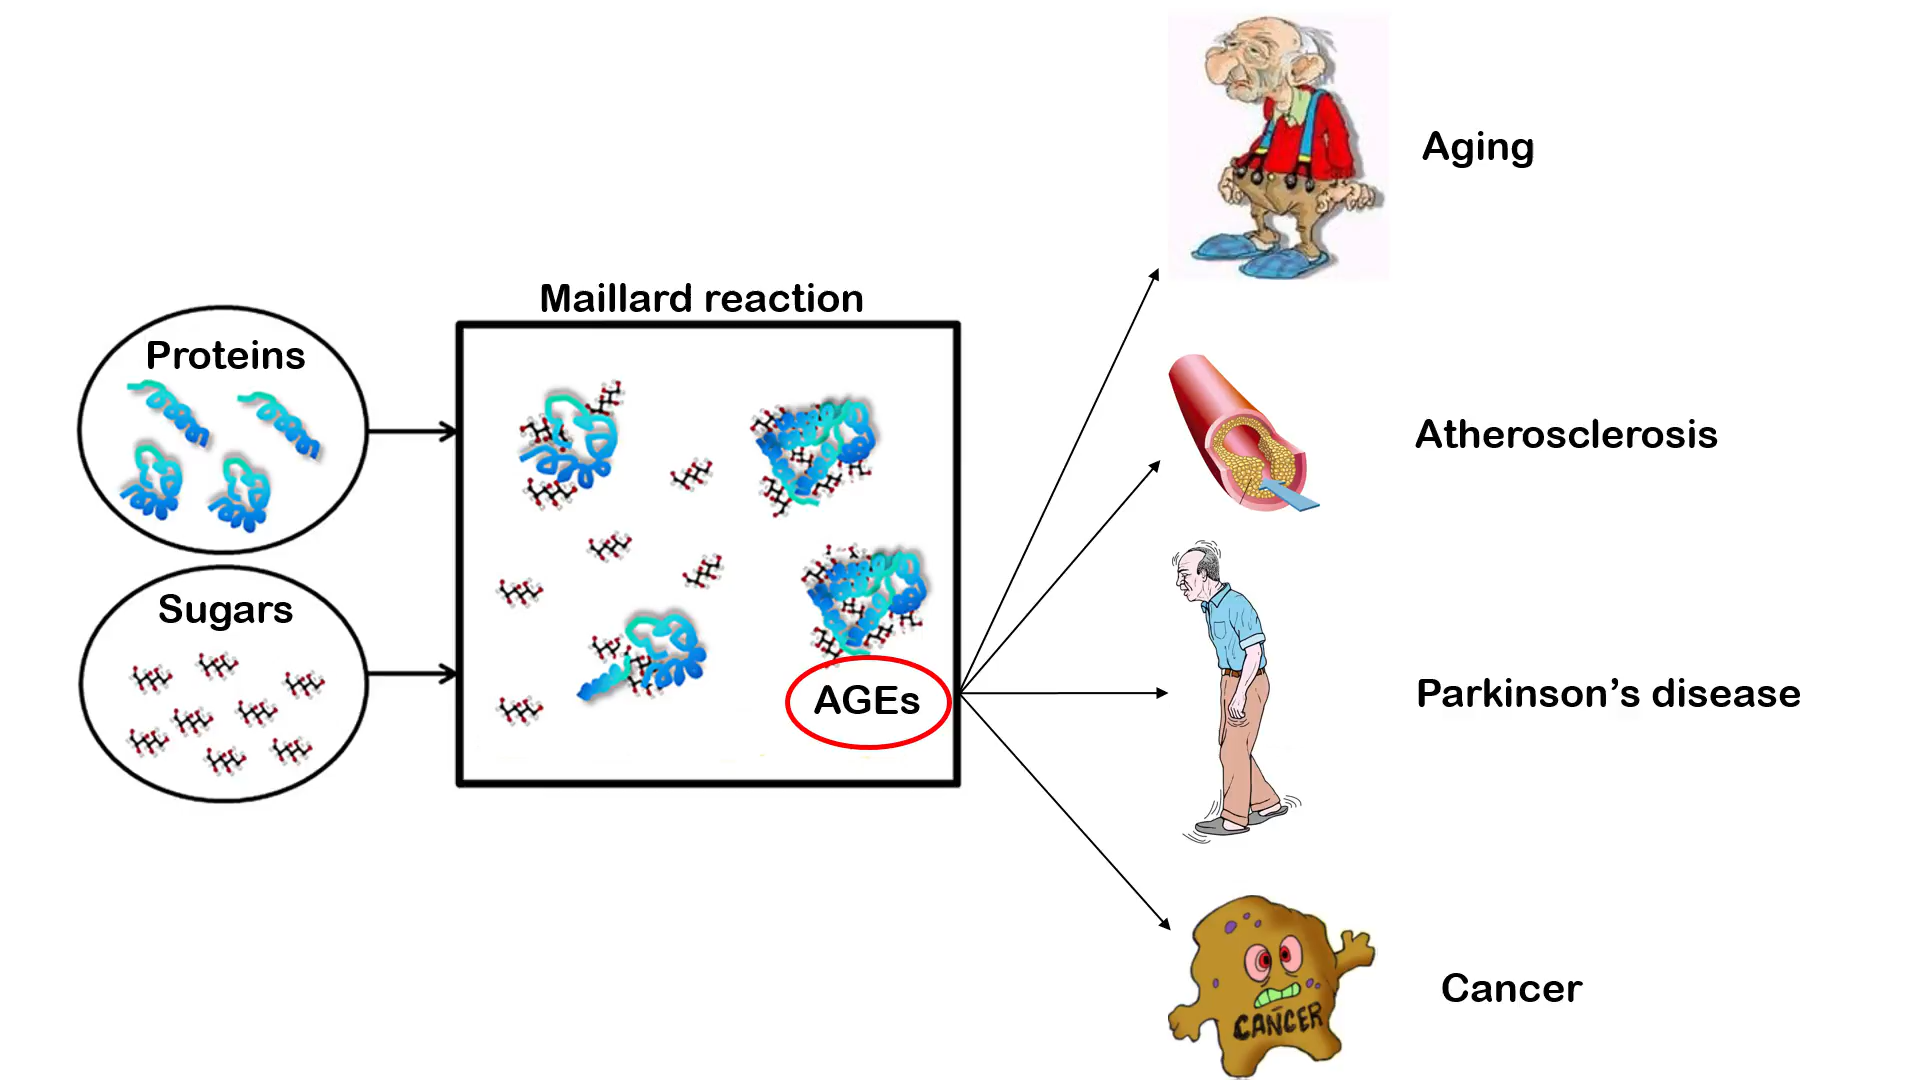 Maillard reaction
Proteins
Sugars
AGEs
Aging
Atherosclerosis
Parkinson’s disease
Cancer
CANCER